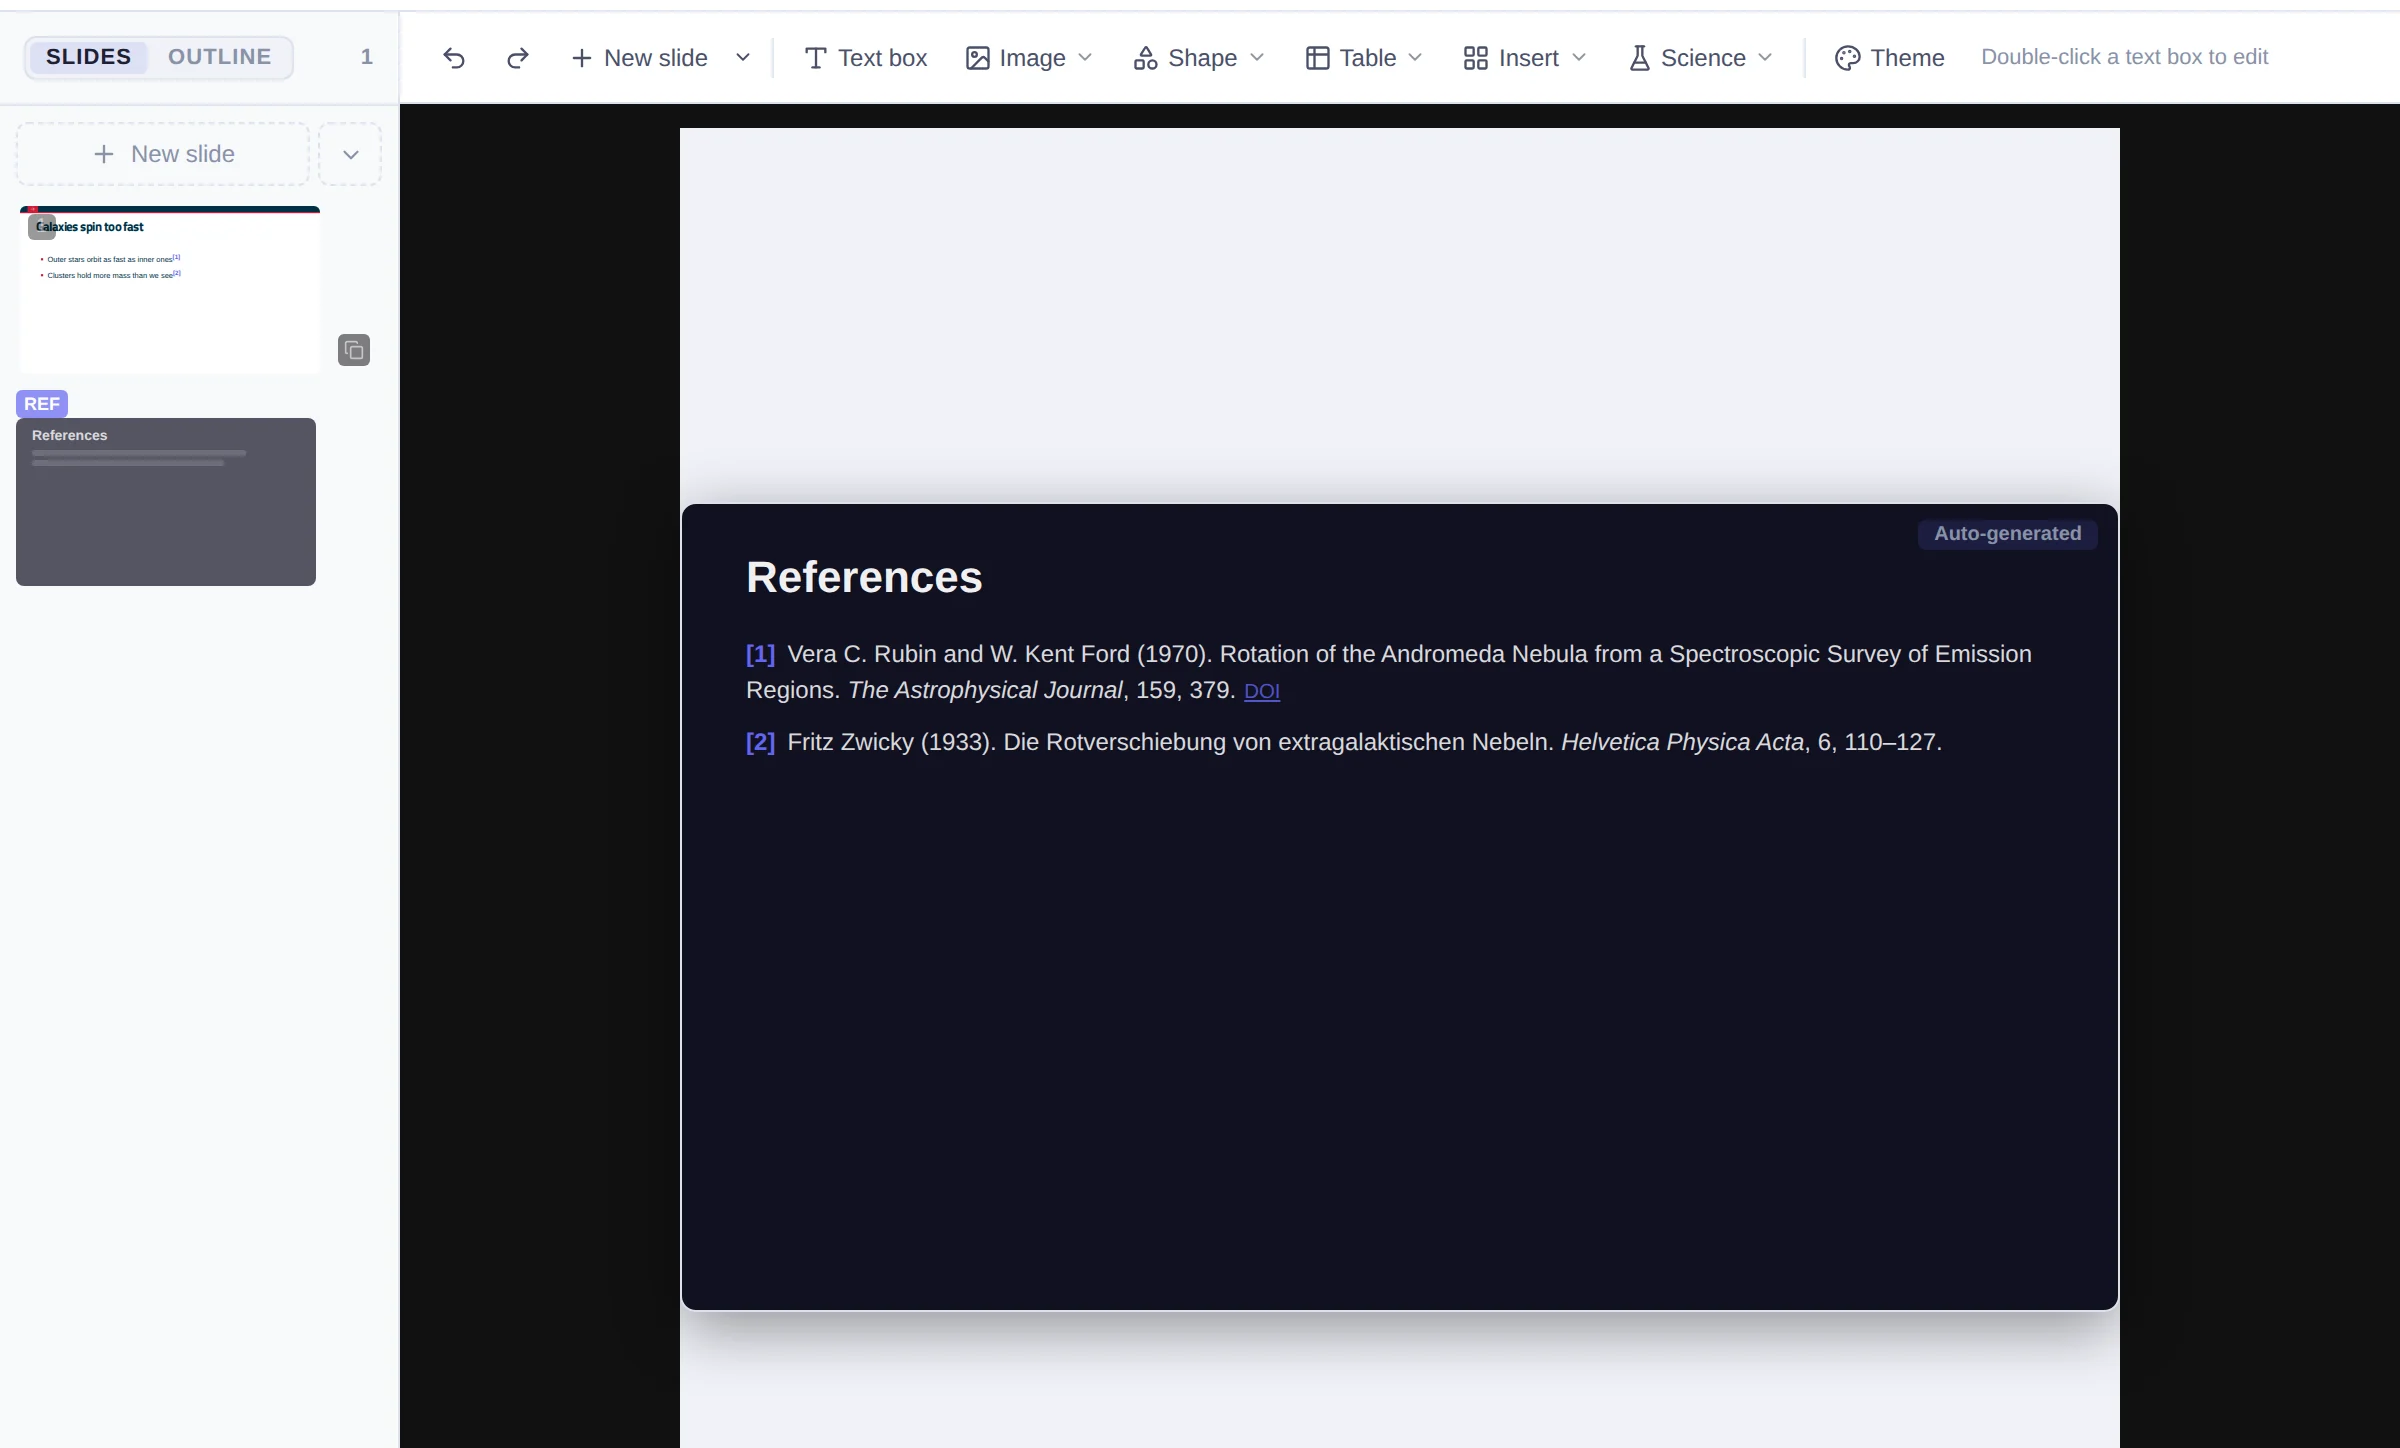 SLIDES OUTLINE 1
New slide Text box Image Shape Table Insert Science Theme Double-click a text box to edit
New slide
Galaxies spin too fast
• Outer stars orbit as fast as inner ones[1]
• Clusters hold more mass than we see[2]
REF
References
Auto-generated
References
[1] Vera C. Rubin and W. Kent Ford (1970). Rotation of the Andromeda Nebula from a Spectroscopic Survey of Emission
Regions. The Astrophysical Journal, 159, 379. DOI
[2] Fritz Zwicky (1933). Die Rotverschiebung von extragalaktischen Nebeln. Helvetica Physica Acta, 6, 110–127.